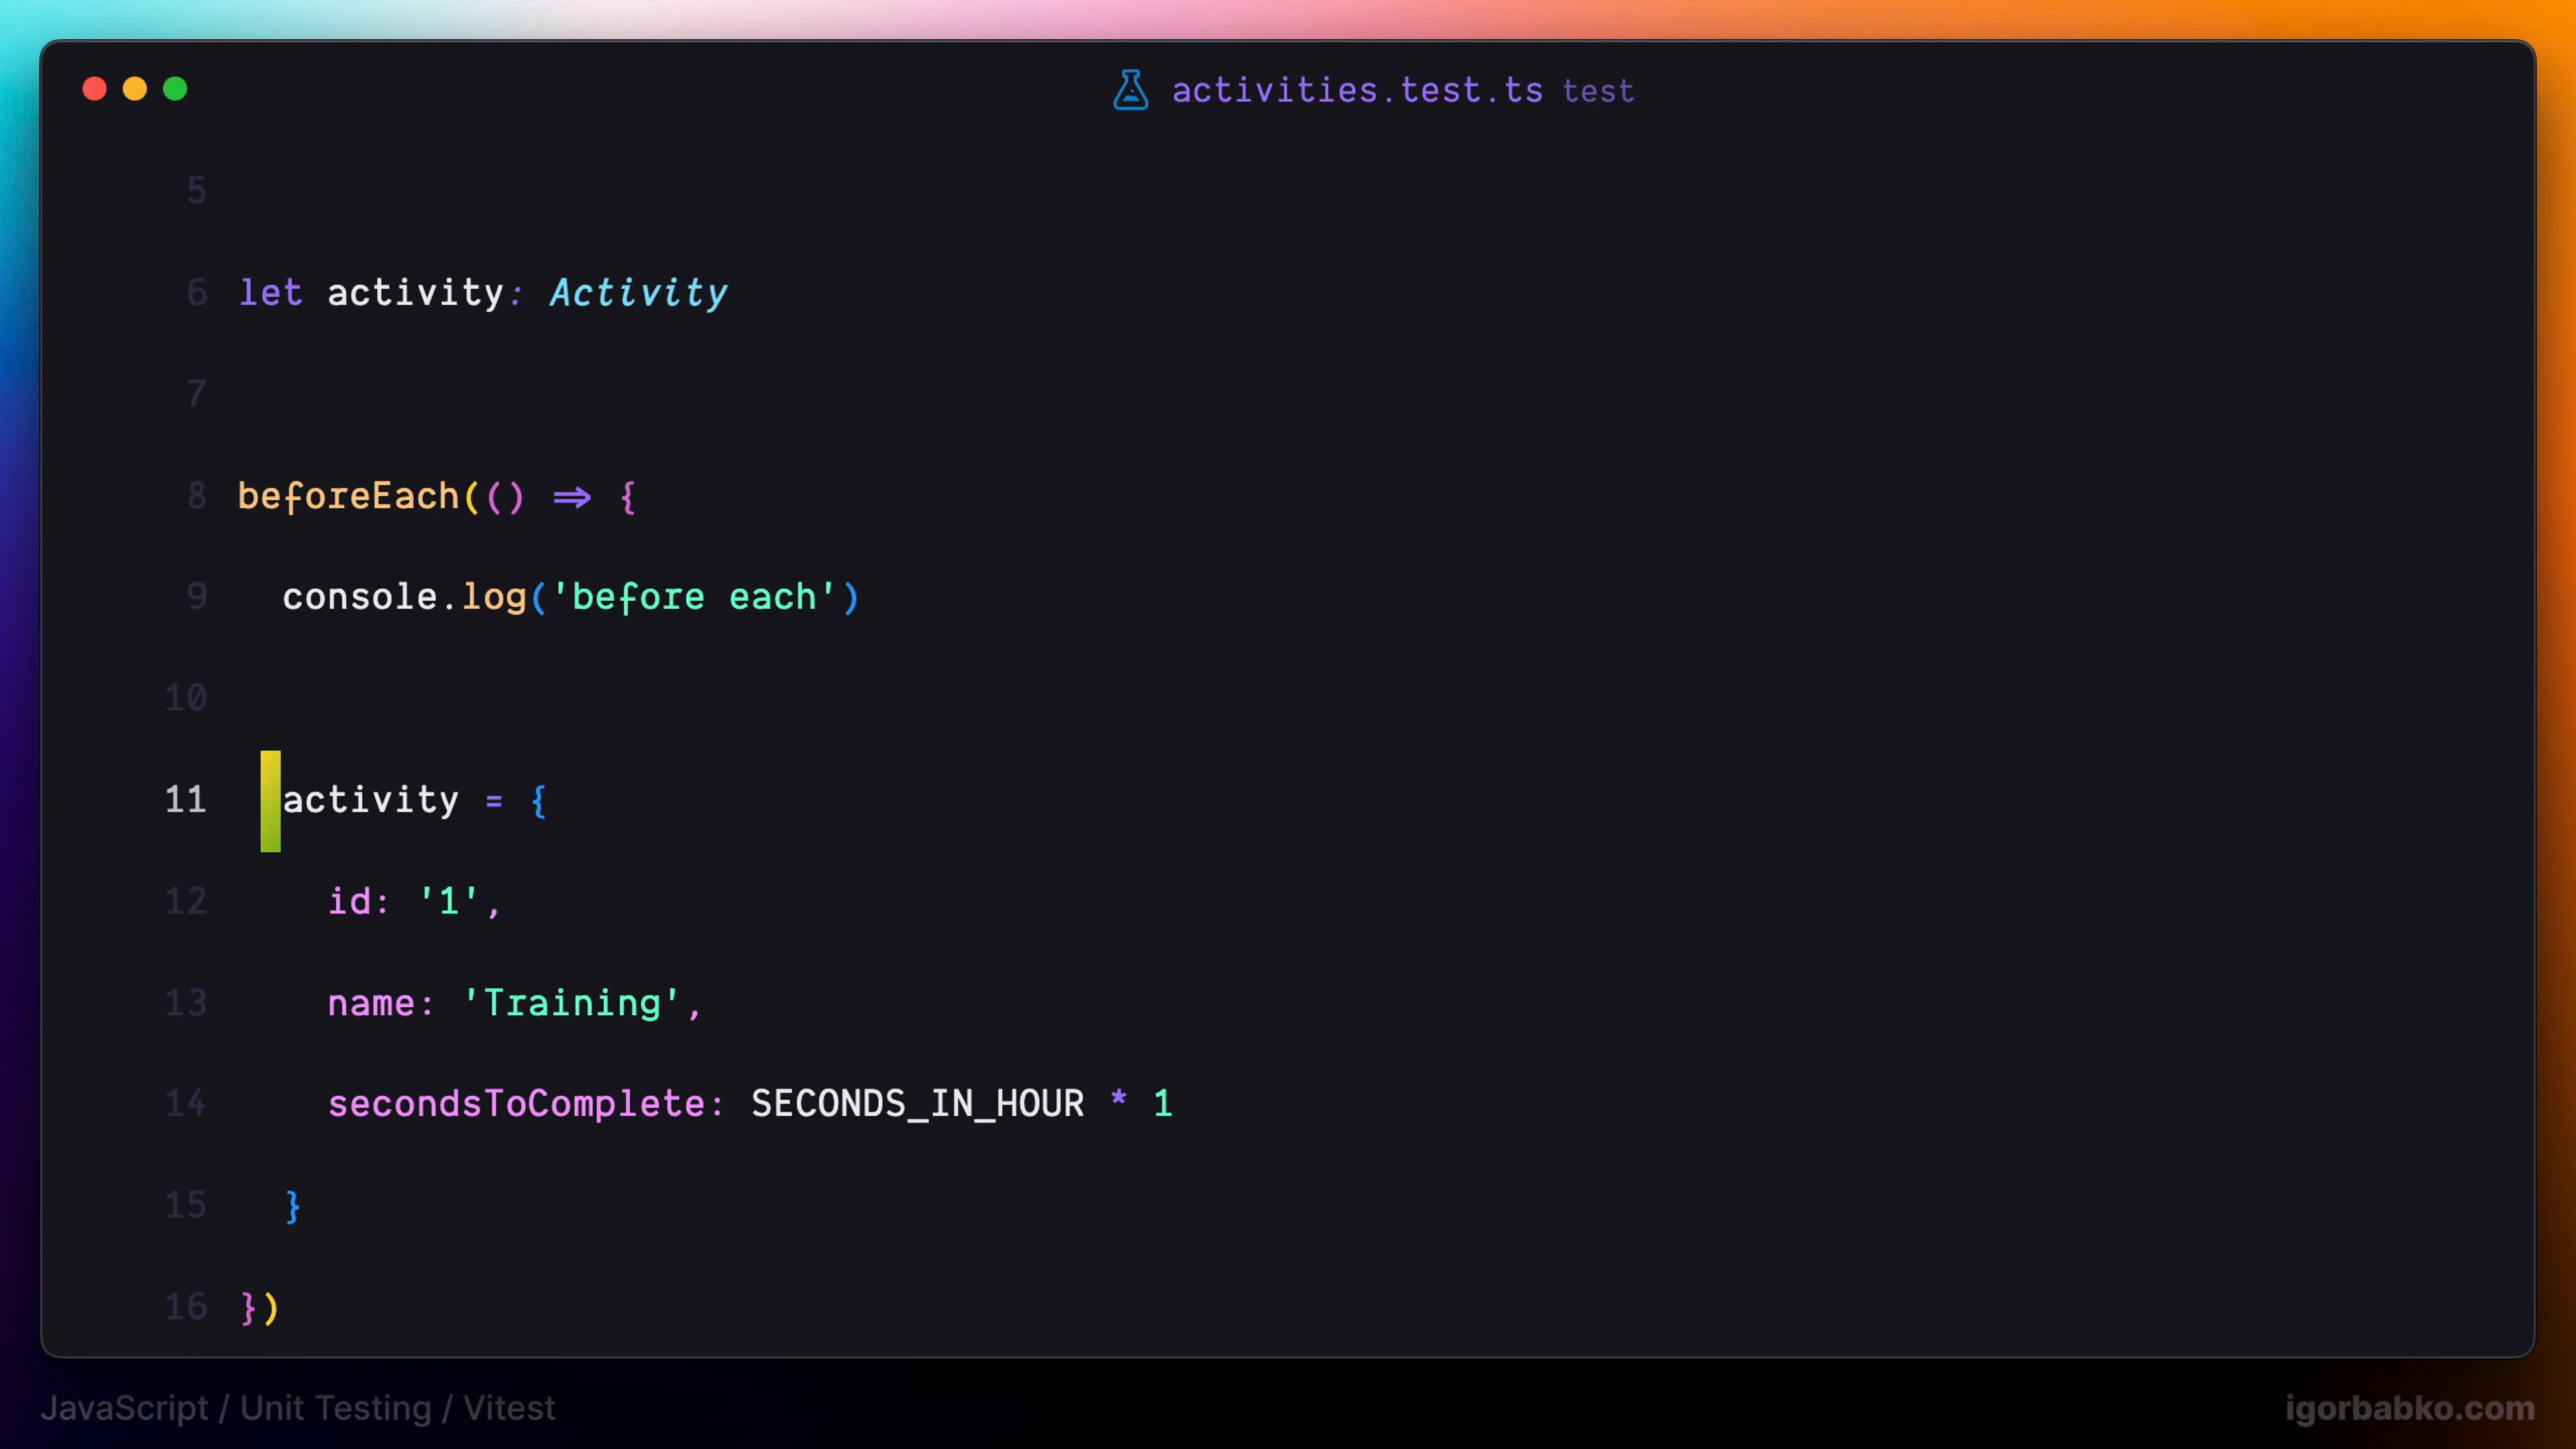 activities.test.ts test
5
6 let activity: Activity
7
8 beforeEach(() => {
9 console.log('before each')
10
11 activity = {
12 id: '1',
13 name: 'Training',
14 secondsToComplete: SECONDS_IN_HOUR * 1
15 }
16 })
JavaScript / Unit Testing / Vitest
igorbabko.com